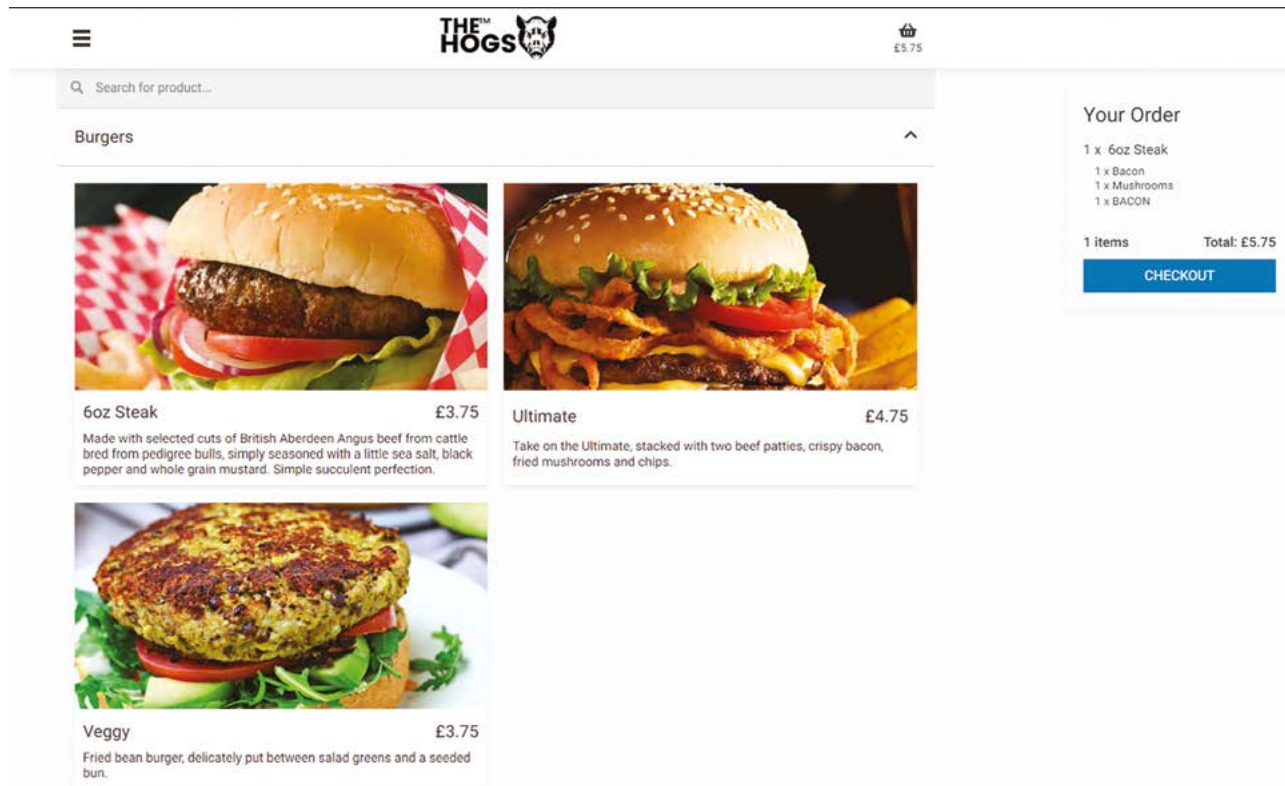 THE™
HOGS
£5.75
Search for product...
Burgers
6oz Steak £3.75
Made with selected cuts of British Aberdeen Angus beef from cattle
bred from pedigree bulls, simply seasoned with a little sea salt, black
pepper and whole grain mustard. Simple succulent perfection.
Ultimate £4.75
Take on the Ultimate, stacked with two beef patties, crispy bacon,
fried mushrooms and chips.
Veggy £3.75
Fried bean burger, delicately put between salad greens and a seeded
bun.
Your Order
1 x 6oz Steak
1 x Bacon
1 x Mushrooms
1 x BACON
1 items Total: £5.75
CHECKOUT